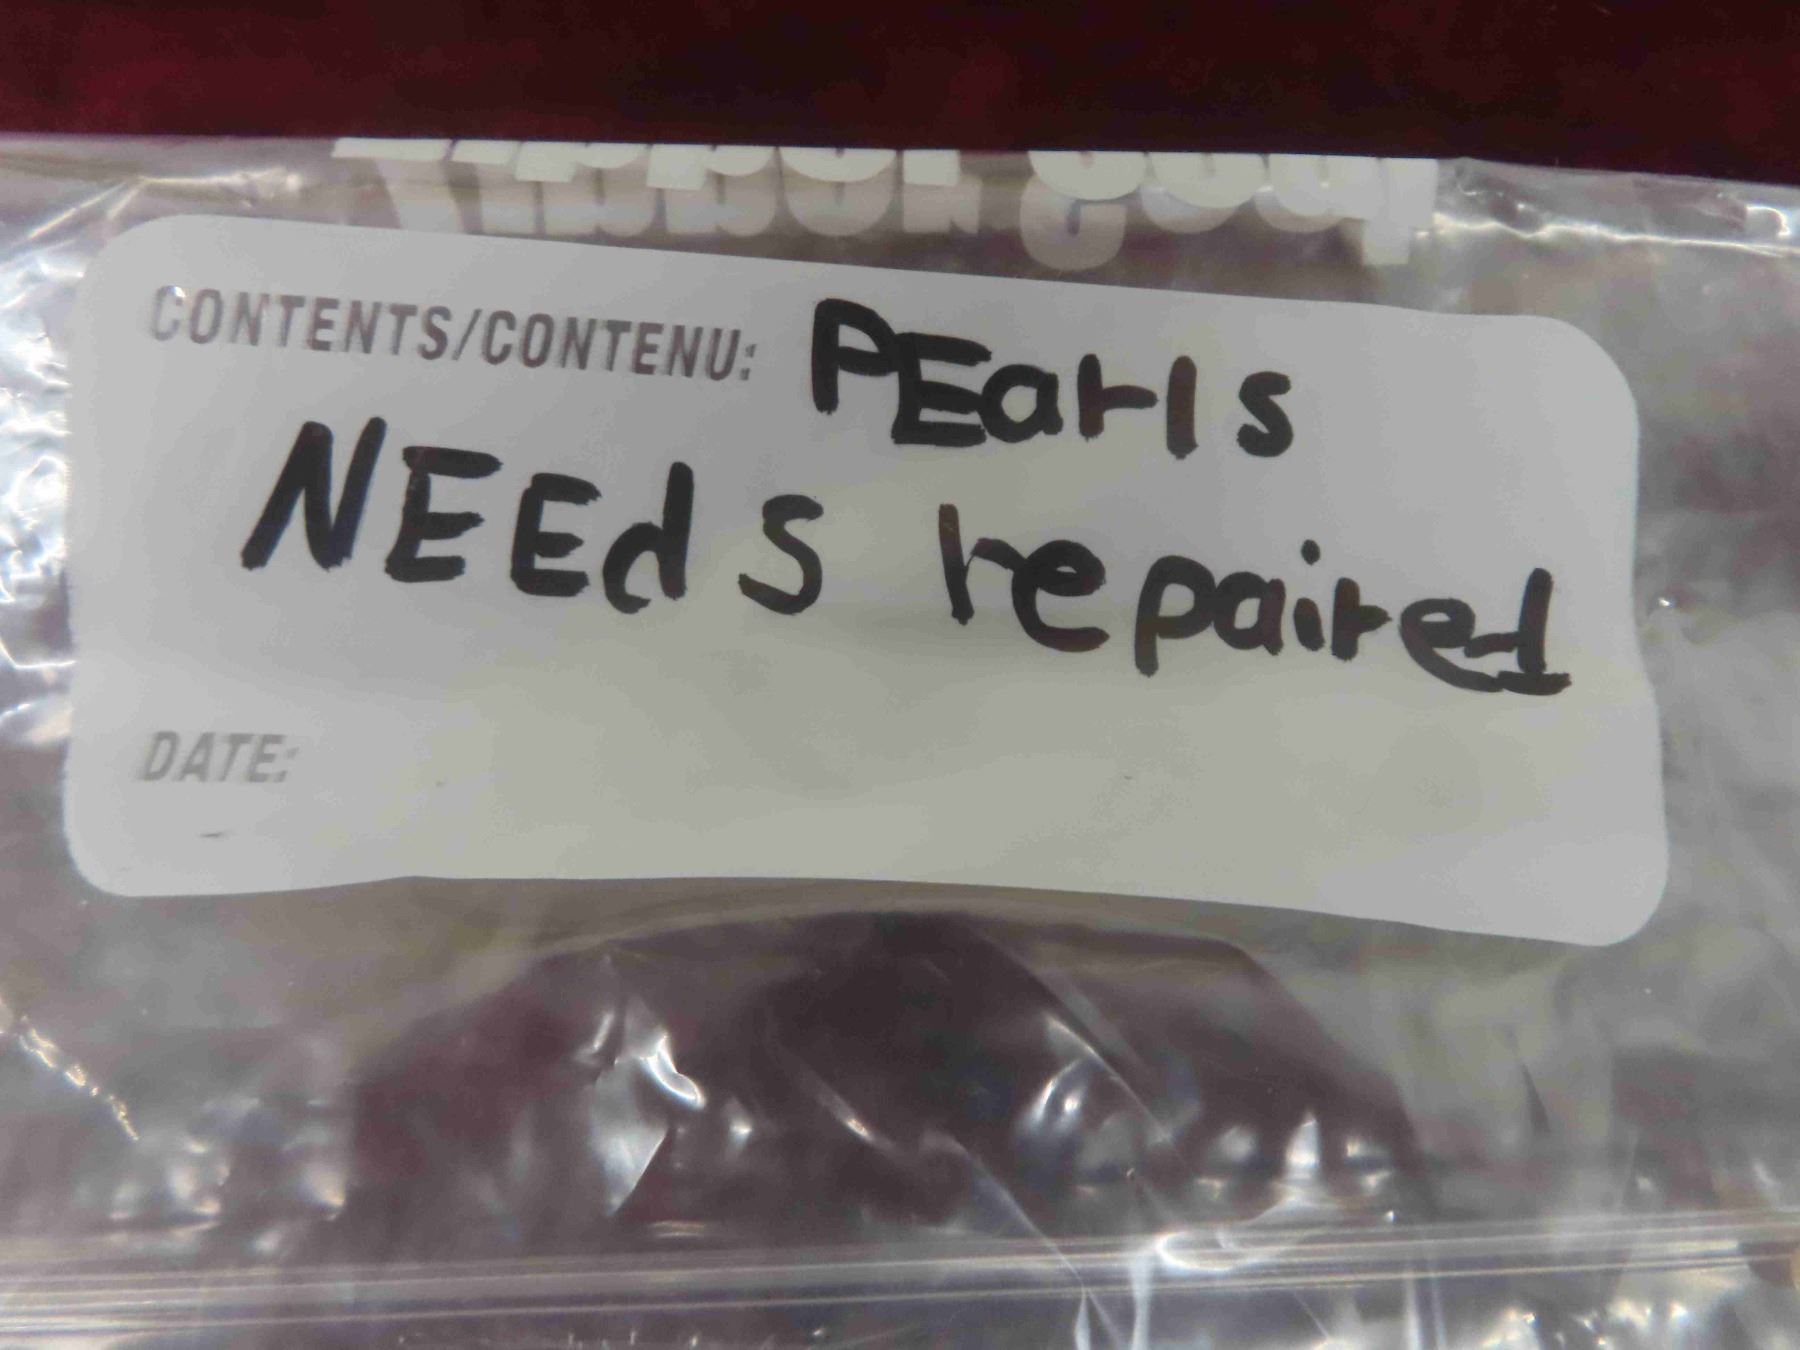 CONTENTS/CONTENU: PEarls
NEEds repaired
DATE: